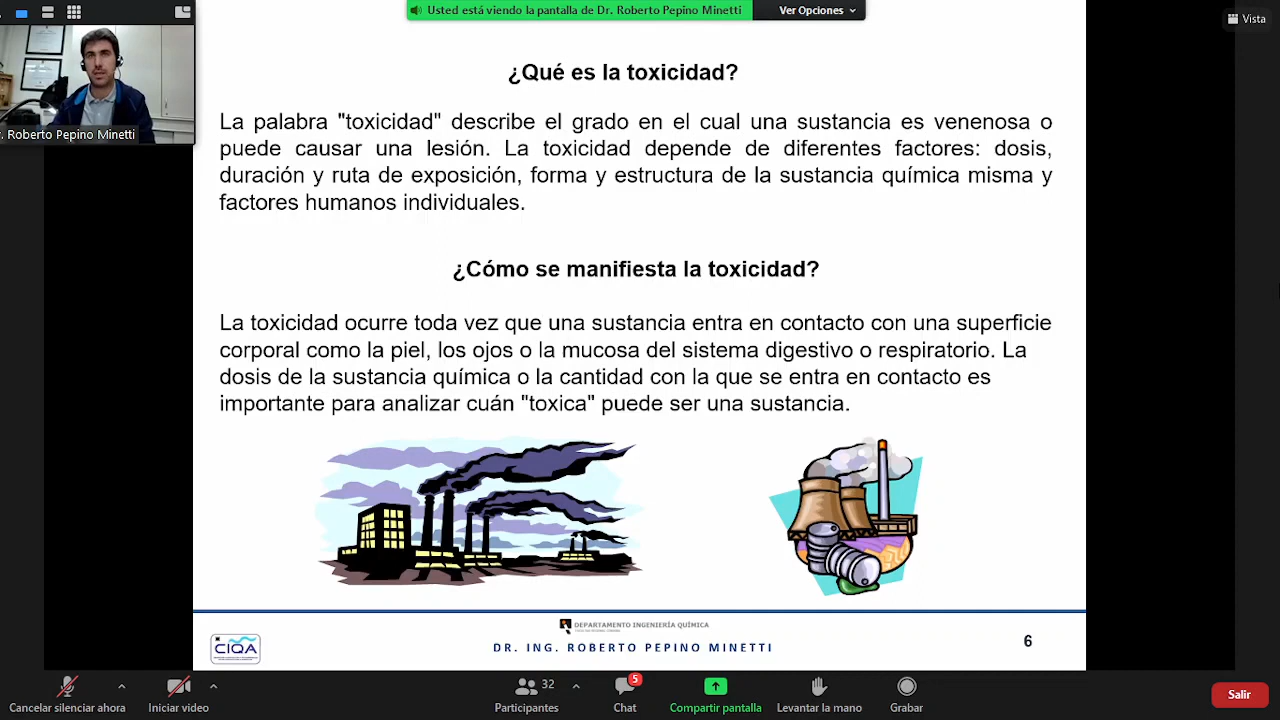 Usted está viendo la pantalla de Dr. Roberto Pepino Minetti
Ver Opciones
Vista
r. Roberto Pepino Minetti
¿Qué es la toxicidad?
La palabra "toxicidad" describe el grado en el cual una sustancia es venenosa o
puede causar una lesión. La toxicidad depende de diferentes factores: dosis,
duración y ruta de exposición, forma y estructura de la sustancia química misma y
factores humanos individuales.
¿Cómo se manifiesta la toxicidad?
La toxicidad ocurre toda vez que una sustancia entra en contacto con una superficie
corporal como la piel, los ojos o la mucosa del sistema digestivo o respiratorio. La
dosis de la sustancia química o la cantidad con la que se entra en contacto es
importante para analizar cuán "toxica" puede ser una sustancia.
CIQA
DEPARTAMENTO INGENIERÍA QUÍMICA
DR. ING. ROBERTO PEPINO MINETTI
6
Cancelar silenciar ahora
Iniciar video
32
Participantes
5
Chat
Compartir pantalla
Levantar la mano
Grabar
Salir